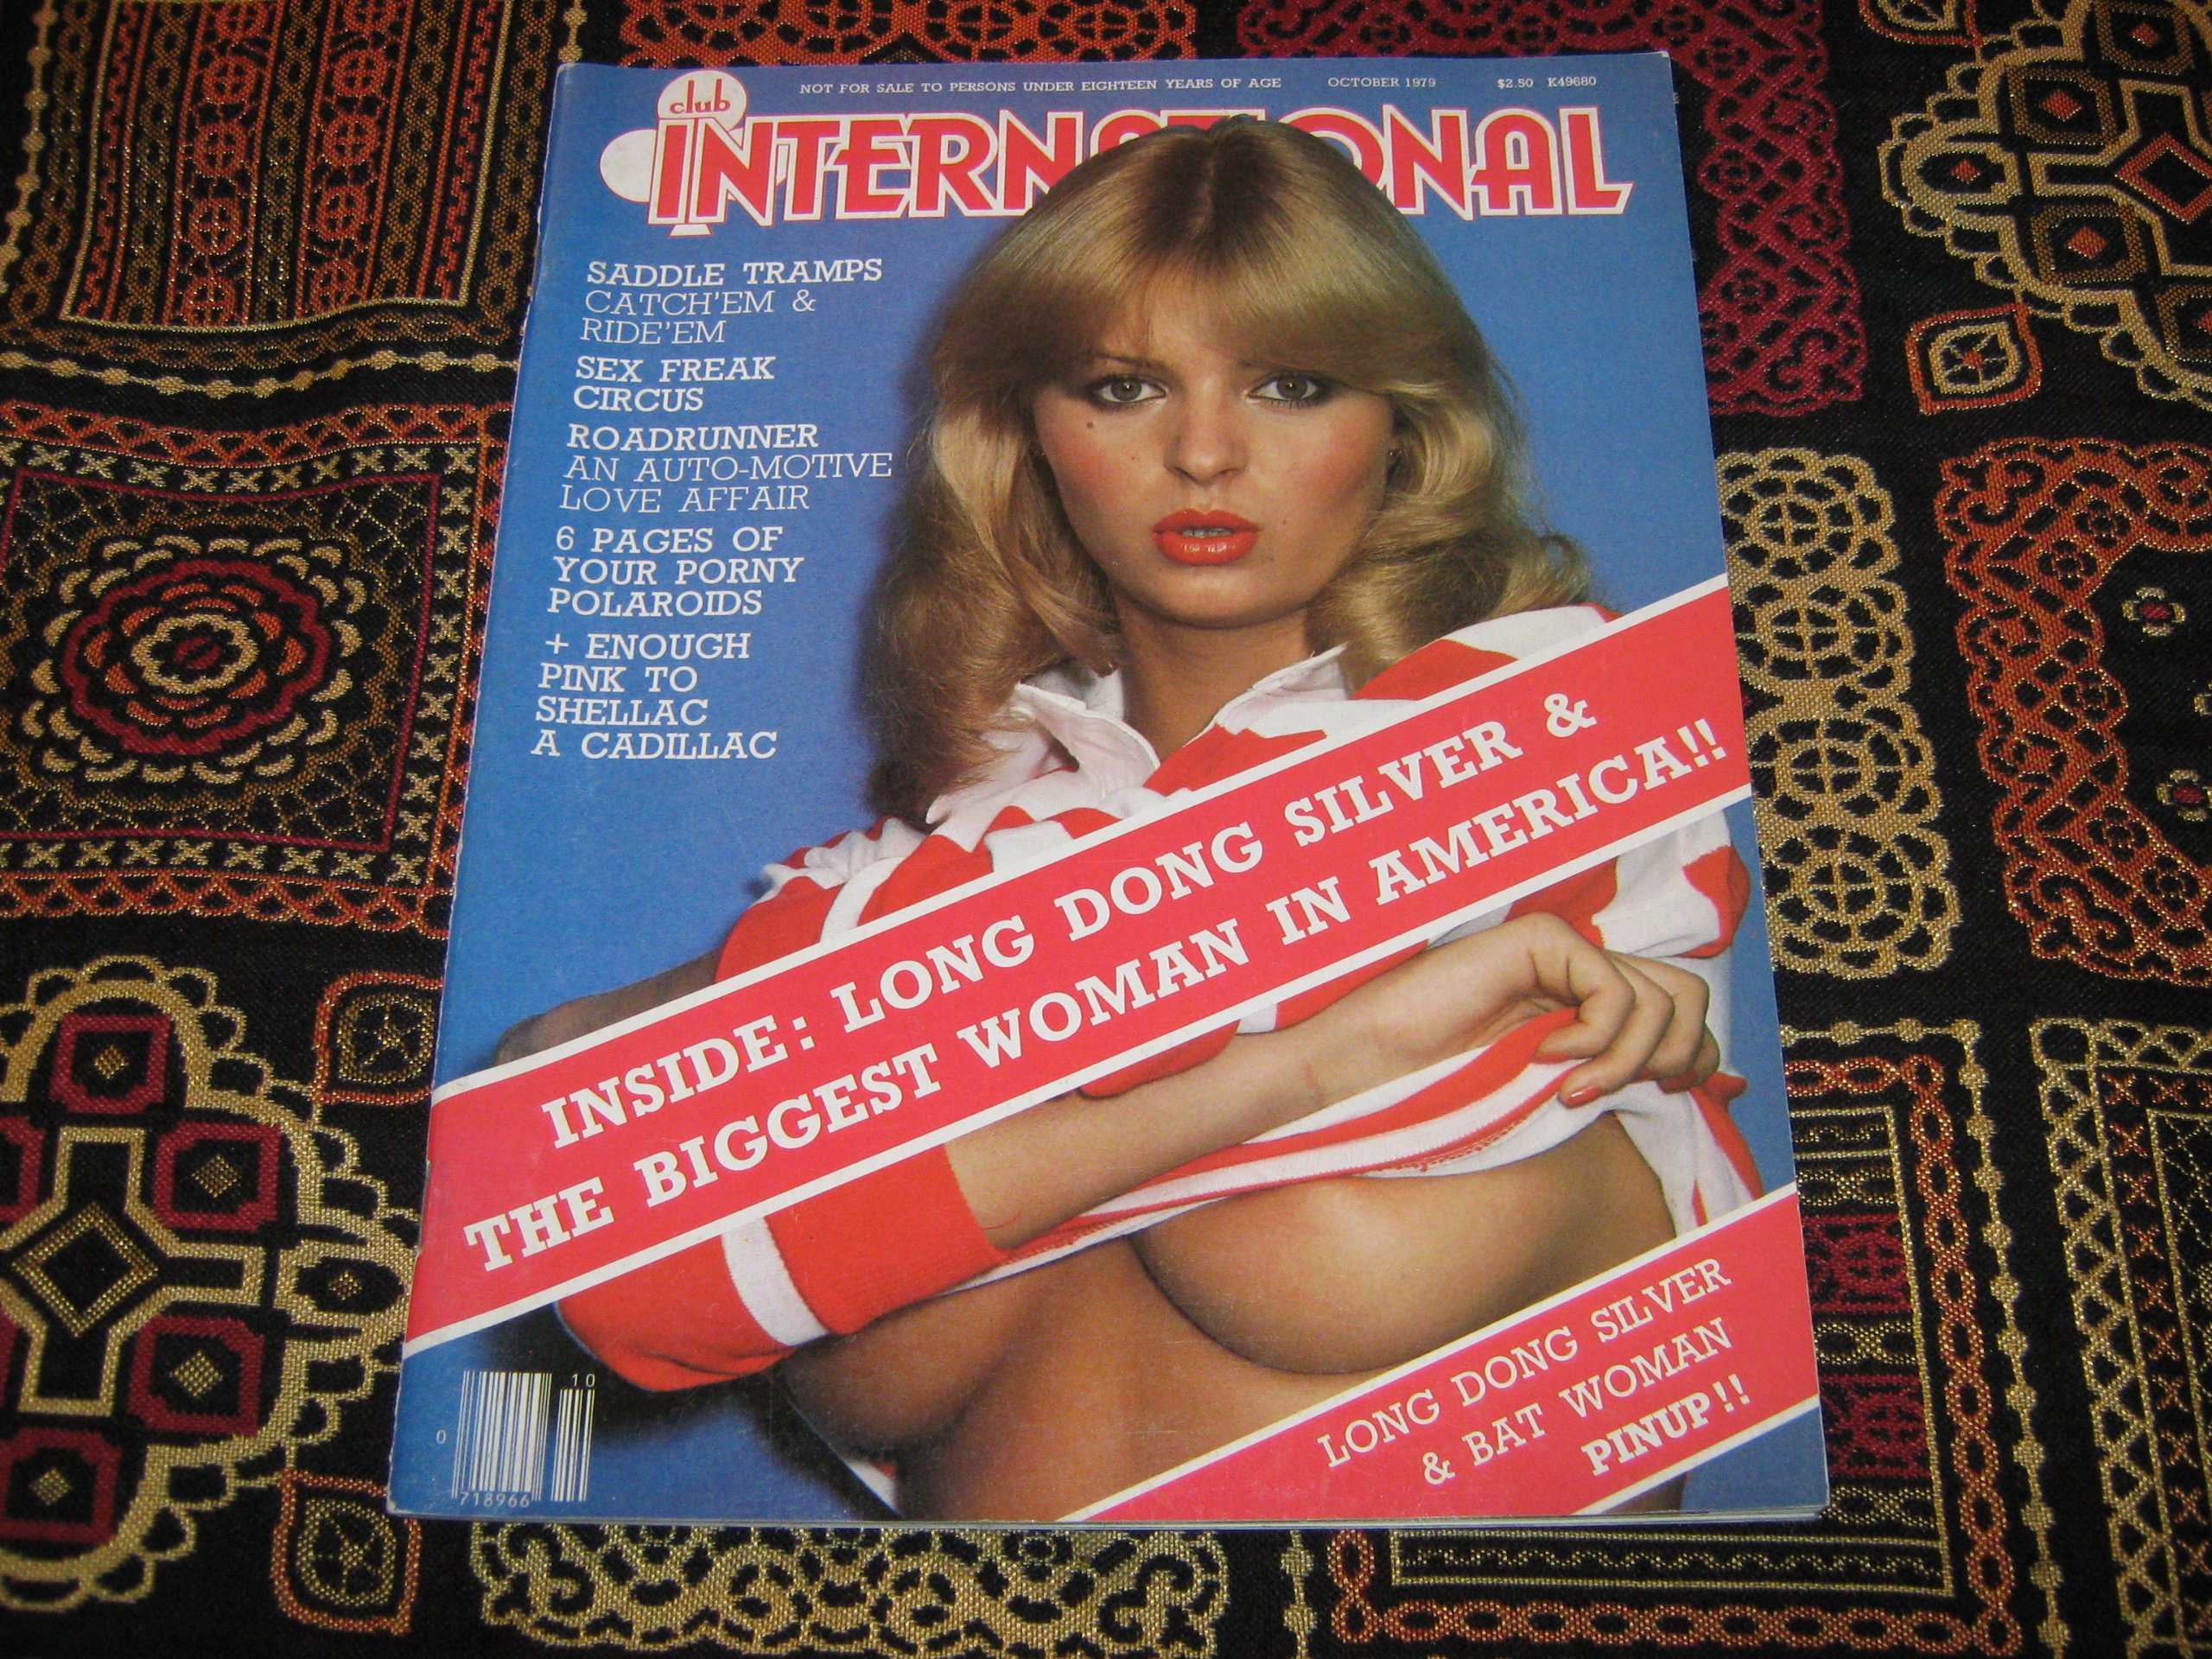 NOT FOR SALE TO PERSONS UNDER EIGHTEEN YEARS OF AGE OCTOBER 1979 $2.50 K49680
club
INTERNATIONAL
SADDLE TRAMPS
CATCH'EM &
RIDE'EM
SEX FREAK
CIRCUS
ROADRUNNER
AN AUTO-MOTIVE
LOVE AFFAIR
6 PAGES OF
YOUR PORNY
POLAROIDS
+ ENOUGH
PINK TO
SHELLAC
A CADILLAC
INSIDE: LONG DONG SILVER &
THE BIGGEST WOMAN IN AMERICA!!
LONG DONG SILVER
& BAT WOMAN
PINUP!!
10
0
718966